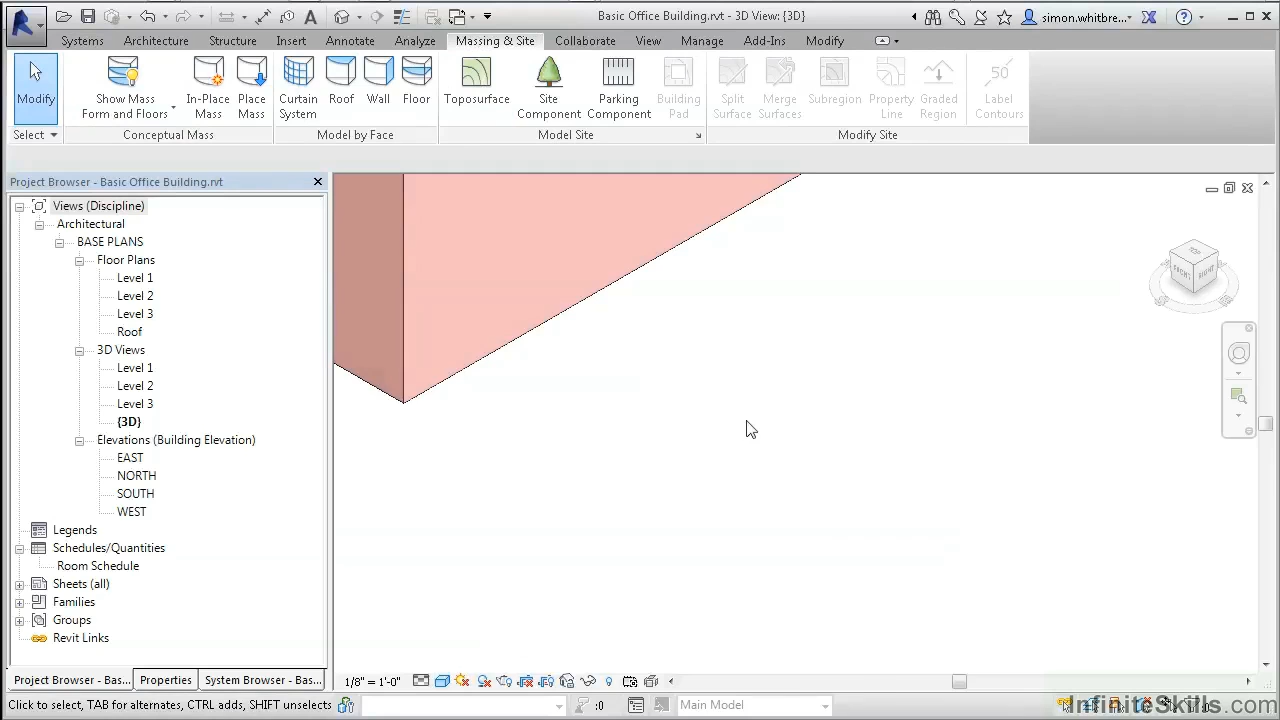 Basic Office Building.rvt - 3D View: {3D}
simon.whitbre...
Systems Architecture Structure Insert Annotate Analyze Massing & Site Collaborate View Manage Add-Ins Modify
Modify
Show Mass
Form and Floors
In-Place
Mass
Place
Mass
Curtain
System
Roof
Wall
Floor
Toposurface
Site
Component
Parking
Component
Building
Pad
Split
Surface
Merge
Surfaces
Subregion
Property
Line
Graded
Region
50
Label
Contours
Select
Conceptual Mass
Model by Face
Model Site
Modify Site
Project Browser - Basic Office Building.rvt
Views (Discipline)
Architectural
BASE PLANS
Floor Plans
Level 1
Level 2
Level 3
Roof
3D Views
Level 1
Level 2
Level 3
{3D}
Elevations (Building Elevation)
EAST
NORTH
SOUTH
WEST
Legends
Schedules/Quantities
Room Schedule
Sheets (all)
Families
Groups
Revit Links
TOP
FRONT
RIGHT
Project Browser - Bas...
Properties
System Browser - Bas...
1/8" = 1'-0"
Click to select, TAB for alternates, CTRL adds, SHIFT unselects
:0
Main Model
InfiniteSkills.com